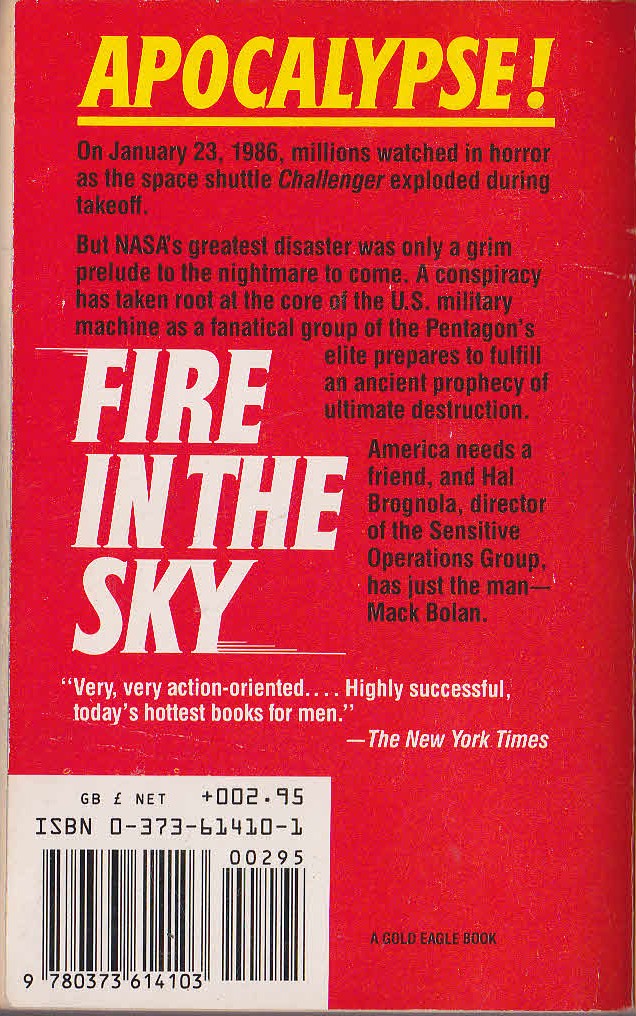 APOCALYPSE!
On January 23, 1986, millions watched in horror
as the space shuttle Challenger exploded during
takeoff.
But NASA's greatest disaster was only a grim
prelude to the nightmare to come. A conspiracy
has taken root at the core of the U.S. military
machine as a fanatical group of the Pentagon's
elite prepares to fulfill
an ancient prophecy of
ultimate destruction.
FIRE
IN THE
SKY
America needs a
friend, and Hal
Brognola, director
of the Sensitive
Operations Group,
has just the man—
Mack Bolan.
"Very, very action-oriented.... Highly successful,
today's hottest books for men."
—The New York Times
GB £ NET +002.95
ISBN 0-373-61410-1
00295
9 780373 614103
A GOLD EAGLE BOOK